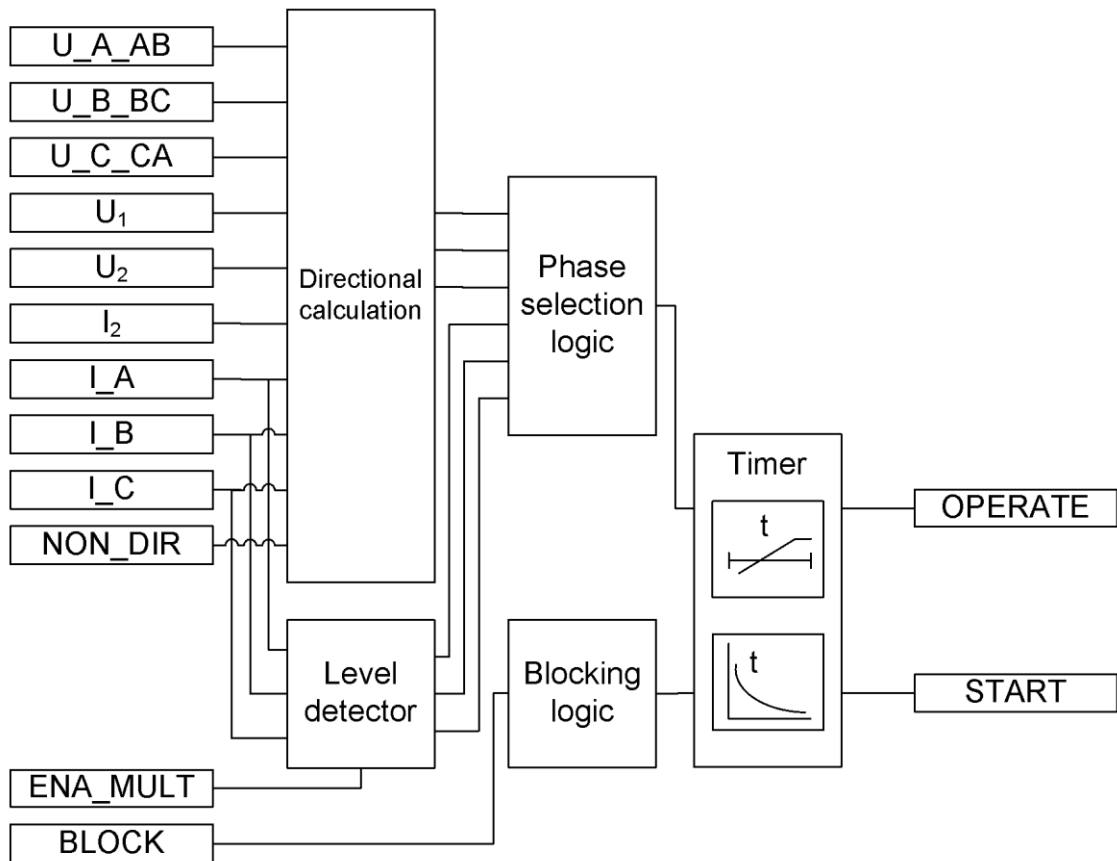 U_A_AB
U_B_BC
U_C_CA
U₁
U₂
I₂
I_A
I_B
I_C
NON_DIR
ENA_MULT
BLOCK
Directional
calculation
Level
detector
Phase
selection
logic
Blocking
logic
Timer
t
t
OPERATE
START